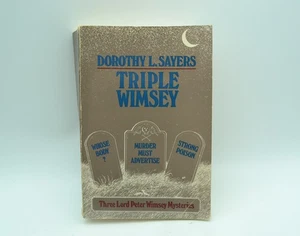 DOROTHY L. SAYERS
TRIPLE
WIMSEY
WHOSE
BODY
?
MURDER
MUST
ADVERTISE
STRONG
POISON
Three Lord Peter Wimsey Mysteries